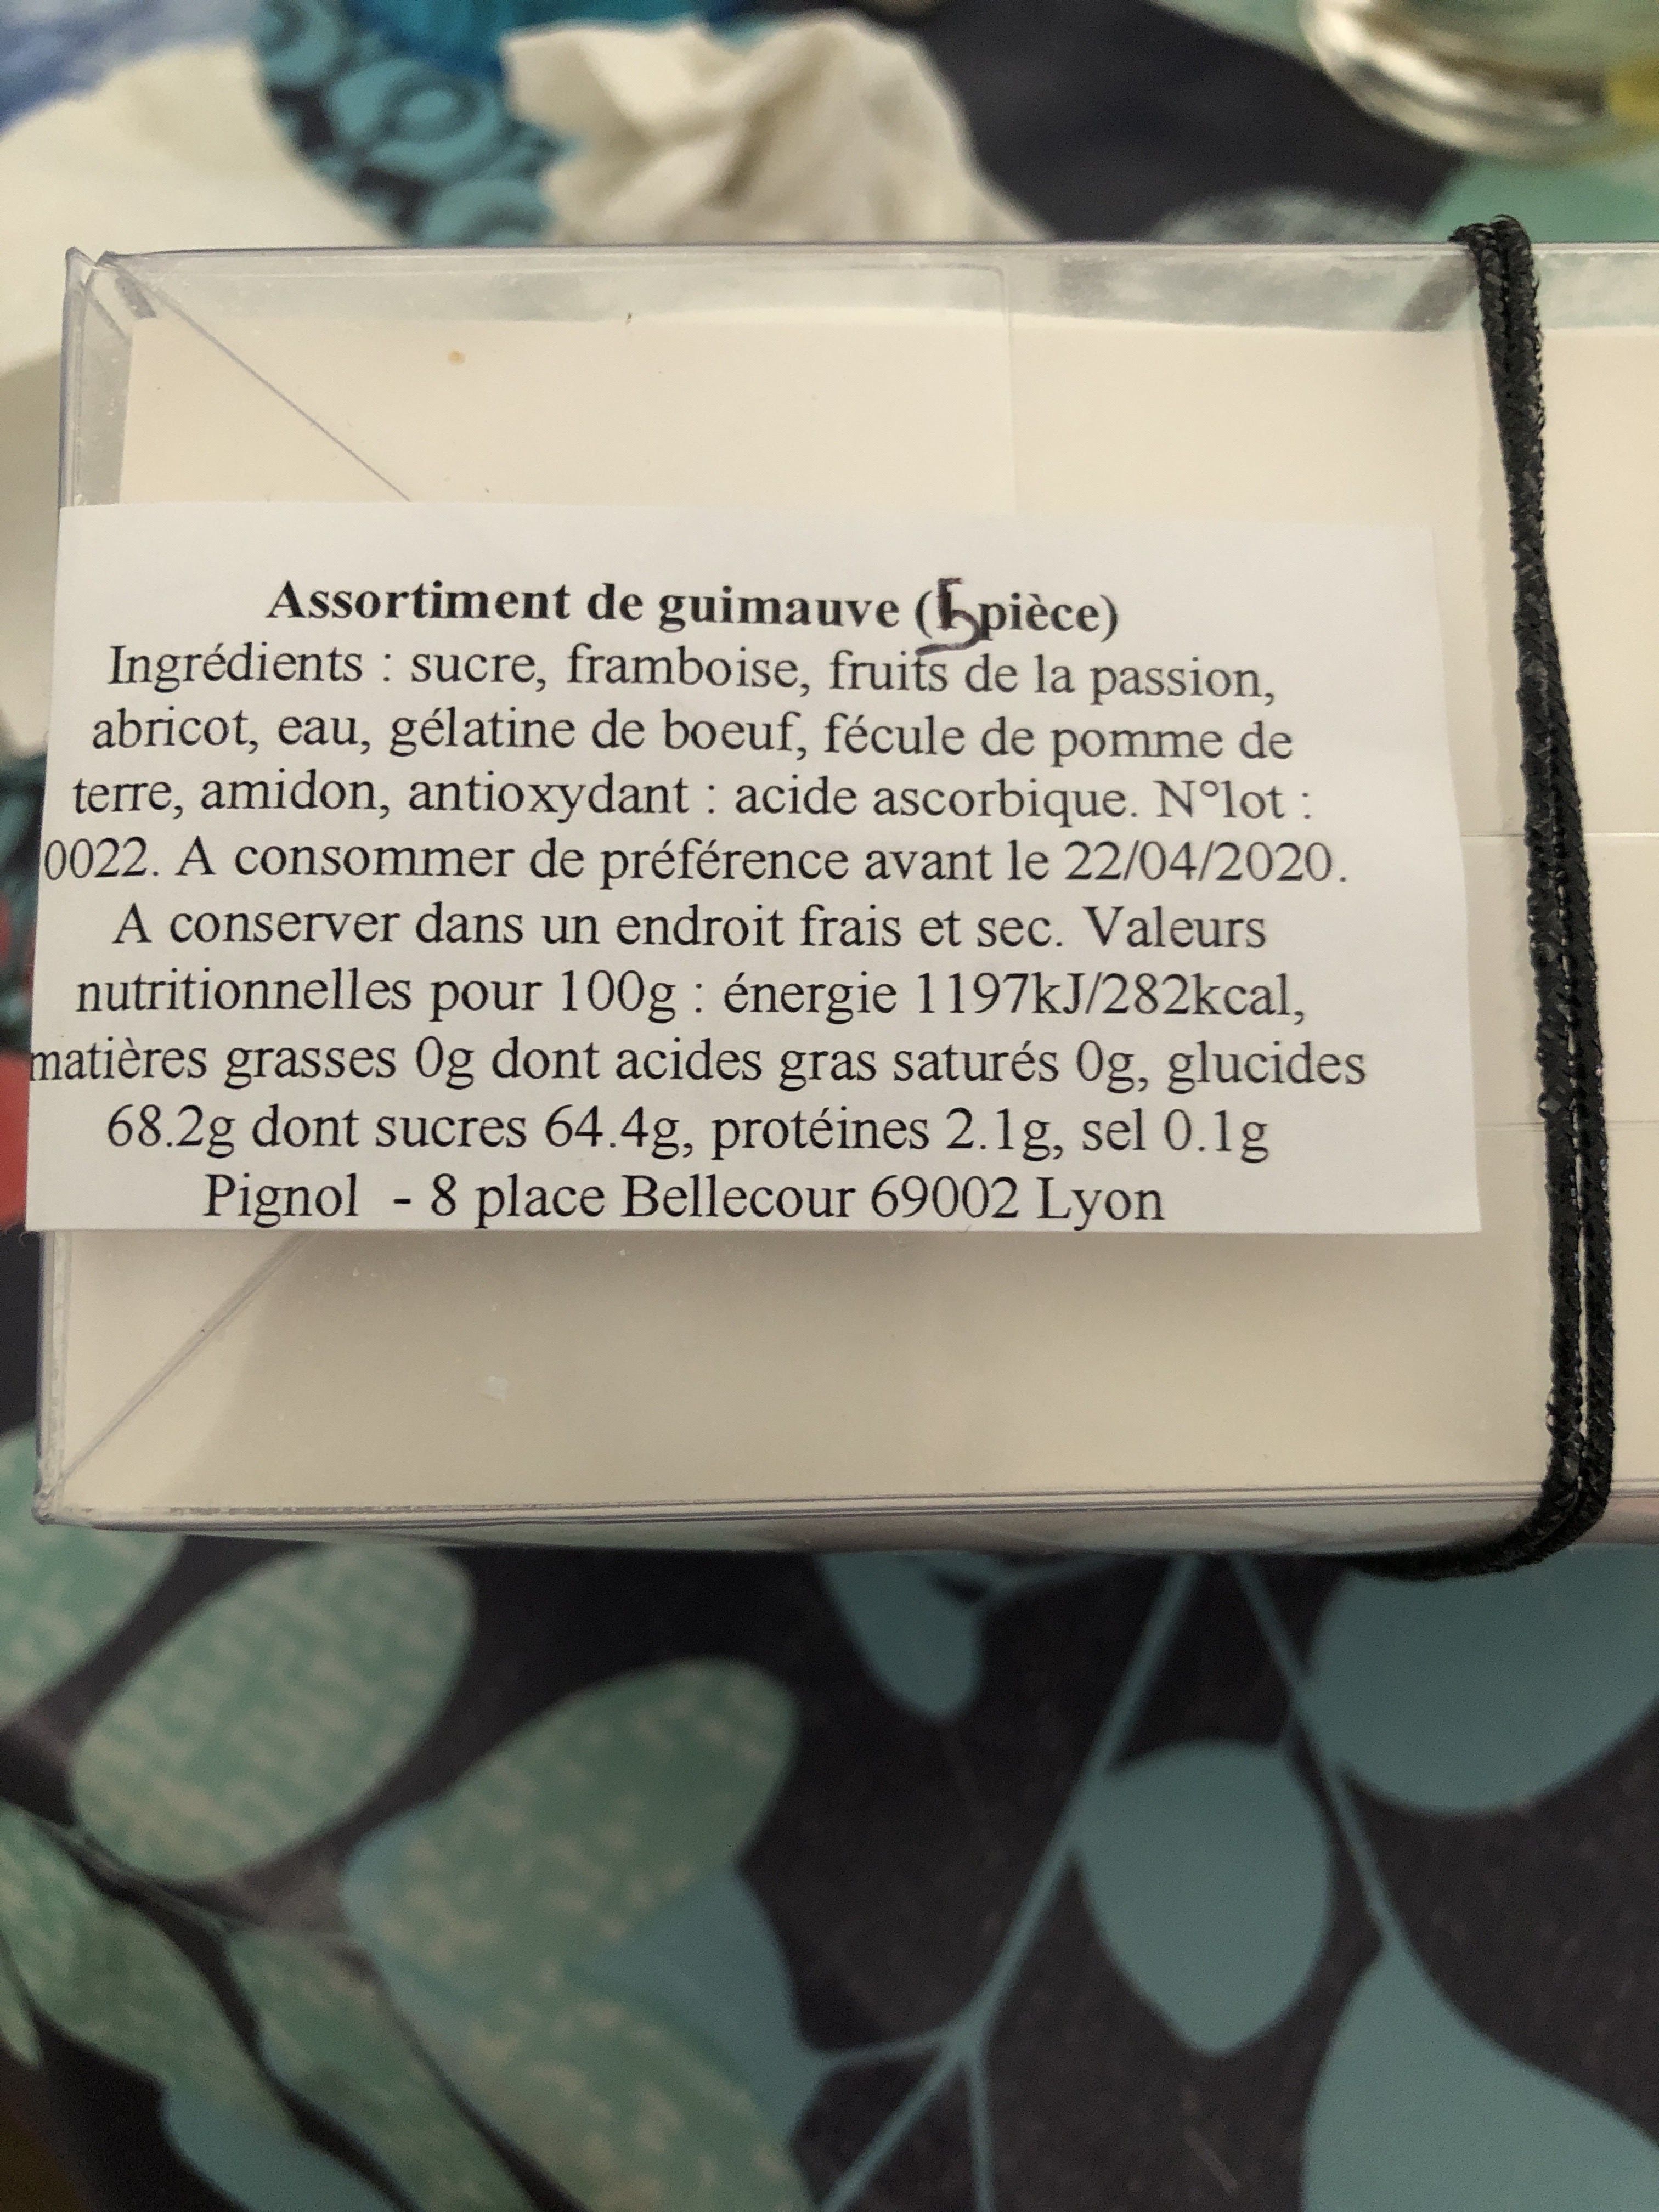 Assortiment de guimauve (5 pièce)
Ingrédients : sucre, framboise, fruits de la passion,
abricot, eau, gélatine de boeuf, fécule de pomme de
terre, amidon, antioxydant : acide ascorbique. N°lot :
0022. A consommer de préférence avant le 22/04/2020.
A conserver dans un endroit frais et sec. Valeurs
nutritionnelles pour 100g : énergie 1197kJ/282kcal,
matières grasses 0g dont acides gras saturés 0g, glucides
68.2g dont sucres 64.4g, protéines 2.1g, sel 0.1g
Pignol - 8 place Bellecour 69002 Lyon